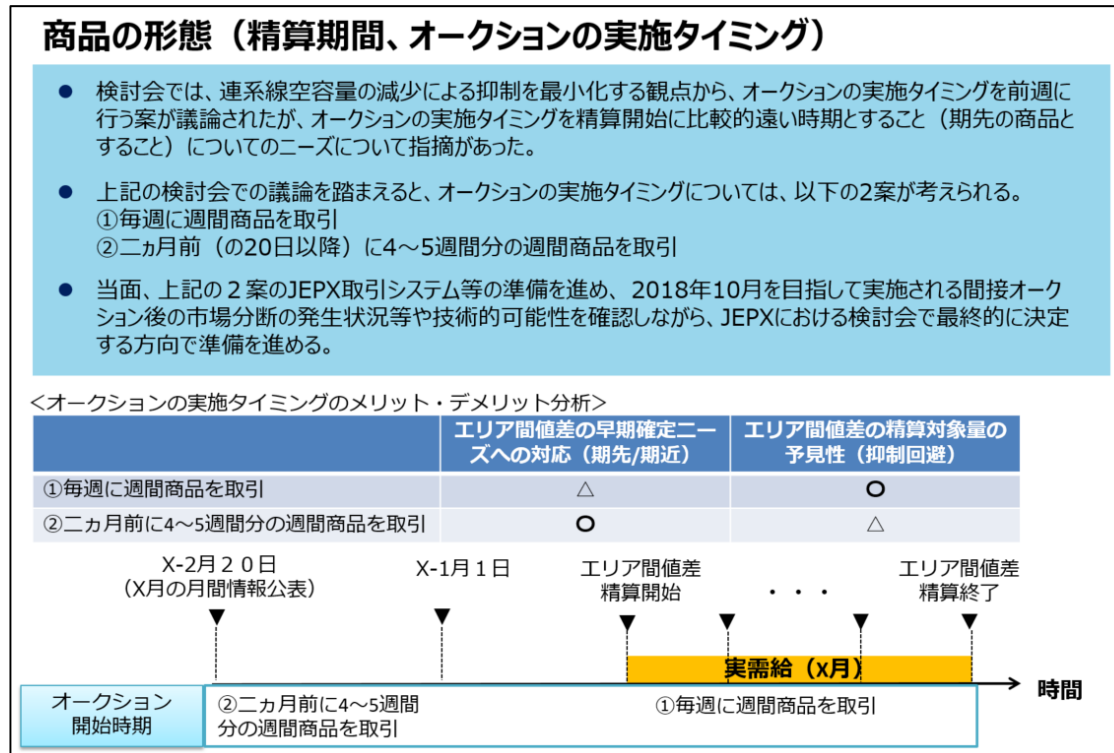 商品の形態（精算期間、オークションの実施タイミング）
● 検討会では、連系線空容量の減少による抑制を最小化する観点から、オークションの実施タイミングを前週に
行う案が議論されたが、オークションの実施タイミングを精算開始に比較的遠い時期とすること（期先の商品と
すること）についてのニーズについて指摘があった。
● 上記の検討会での議論を踏まえると、オークションの実施タイミングについては、以下の2案が考えられる。
①毎週に週間商品を取引
②二ヵ月前（の20日以降）に4～5週間分の週間商品を取引
● 当面、上記の２案のJEPX取引システム等の準備を進め、2018年10月を目指して実施される間接オーク
ション後の市場分断の発生状況等や技術的可能性を確認しながら、JEPXにおける検討会で最終的に決定
する方向で準備を進める。
＜オークションの実施タイミングのメリット・デメリット分析＞
エリア間値差の早期確定ニー
ズへの対応（期先/期近）
エリア間値差の精算対象量の
予見性（抑制回避）
①毎週に週間商品を取引 △ ○
②二ヵ月前に4～5週間分の週間商品を取引 ○ △
X-2月２０日
（X月の月間情報公表）
X-1月１日
エリア間値差
精算開始
・・・
エリア間値差
精算終了
実需給（X月）
時間
オークション
開始時期
②二ヵ月前に4～5週間
分の週間商品を取引
①毎週に週間商品を取引